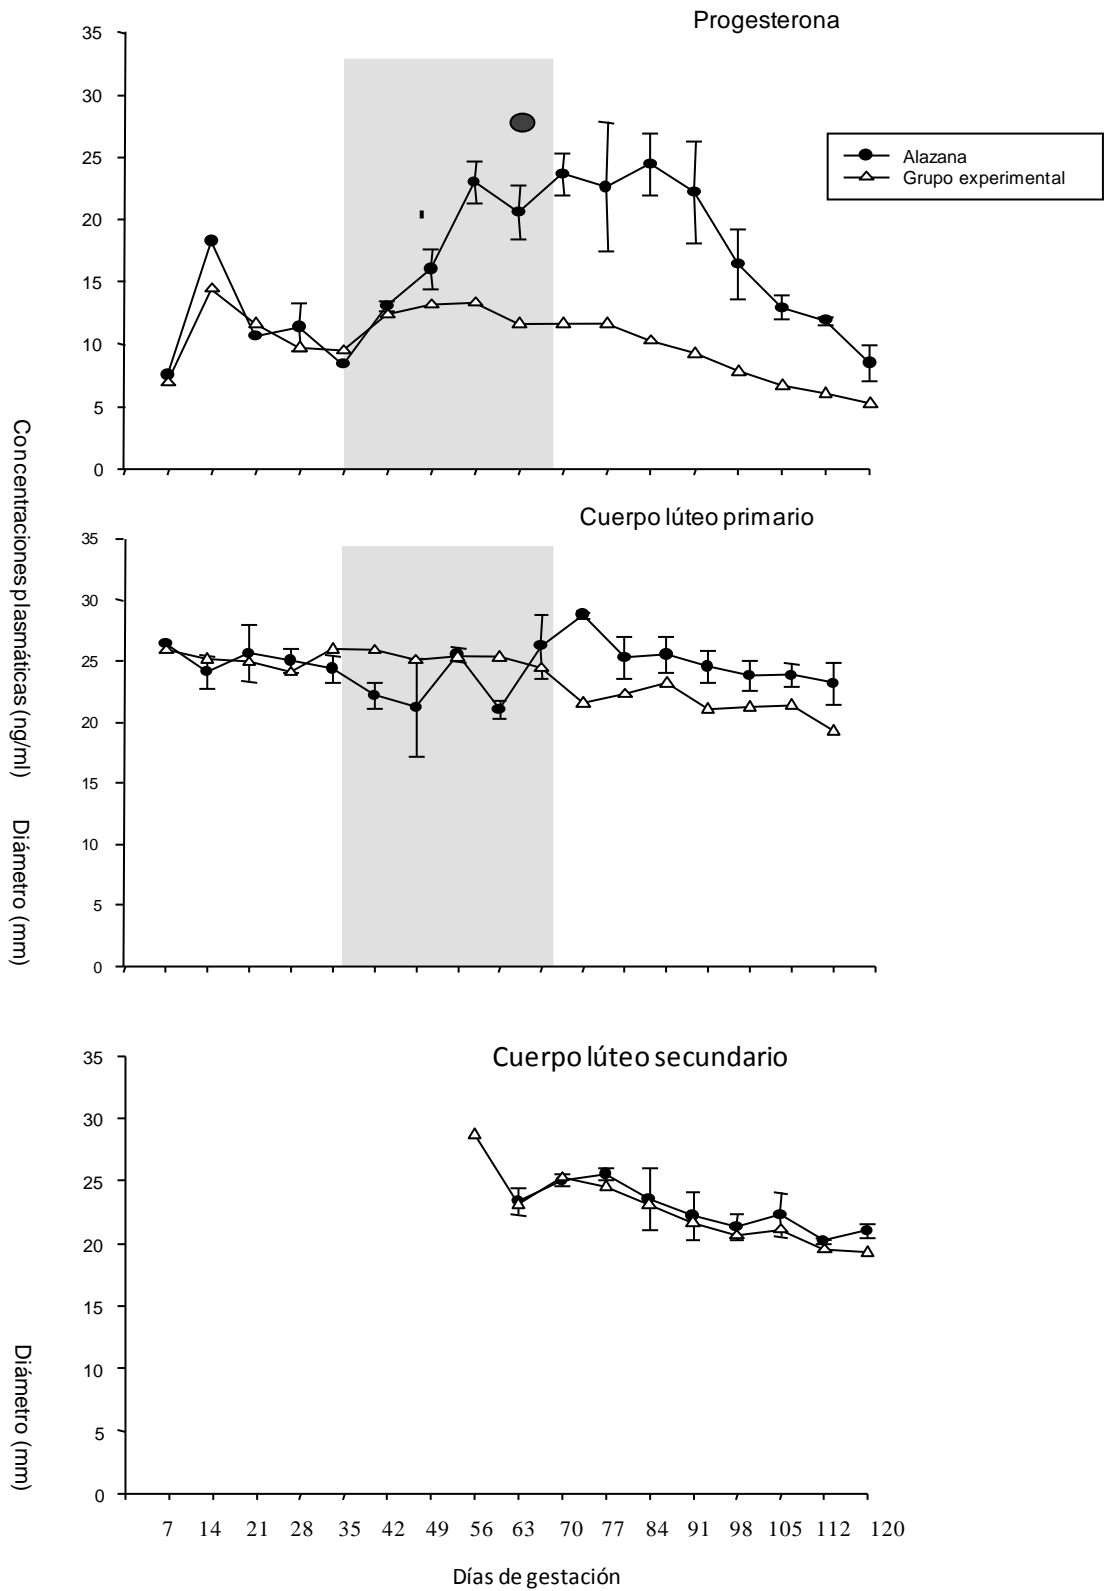 Progesterona
35
30
25
20
15
10
5
0
Alazana
Grupo experimental
Concentraciones plasmáticas (ng/ml)
Cuerpo lúteo primario
35
30
25
20
15
10
5
0
Diámetro (mm)
Cuerpo lúteo secundario
35
30
25
20
15
10
5
0
Diámetro (mm)
7 14 21 28 35 42 49 56 63 70 77 84 91 98 105 112 120
Días de gestación